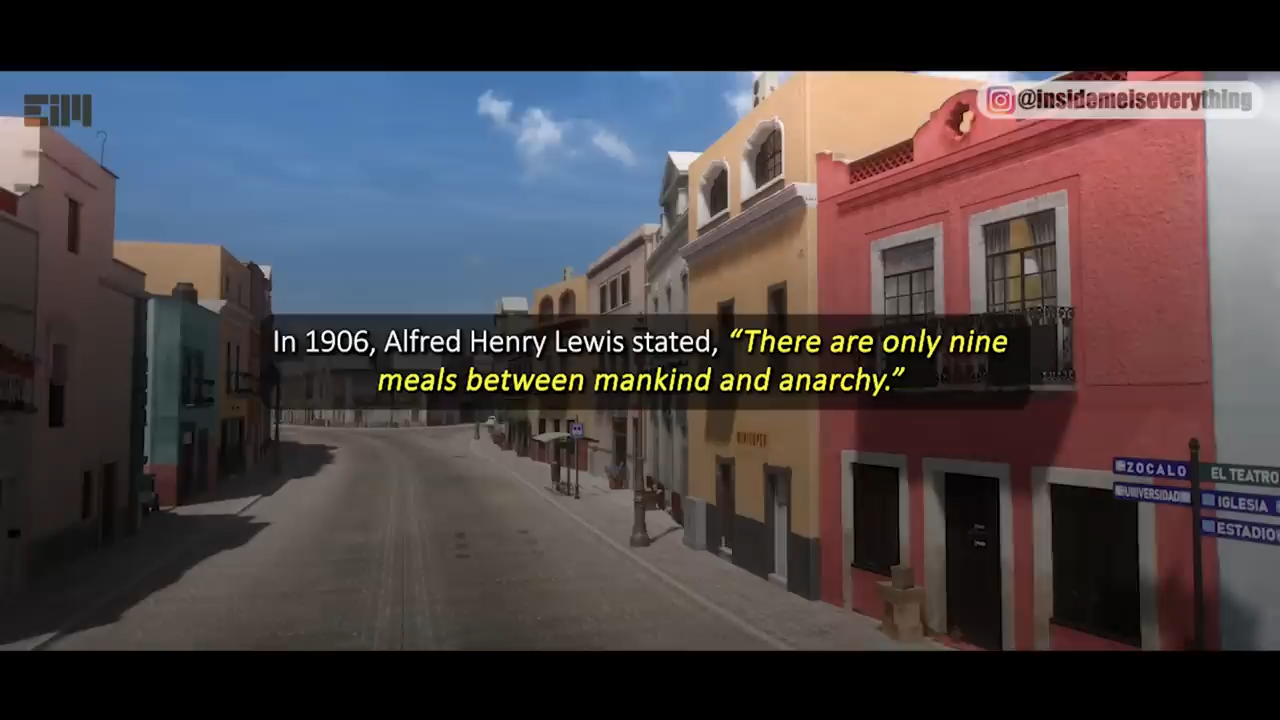 EIM
@insidemeiseverything
In 1906, Alfred Henry Lewis stated, “There are only nine
meals between mankind and anarchy.”
ZOCALO
EL TEATRO
UNIVERSIDAD
IGLESIA
ESTADIO